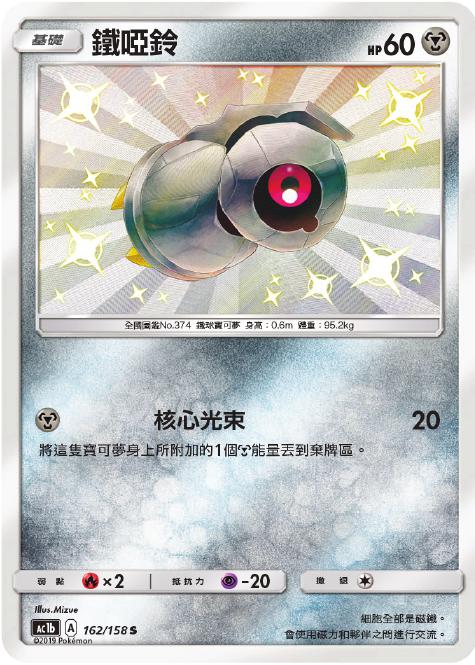 基礎 鐵啞鈴 HP60
全國圖鑑No.374 鐵球寶可夢 身高：0.6m 體重：95.2kg
核心光束 20
將這隻寶可夢身上所附加的1個能量丟到棄牌區。
弱點 ×2 抵抗力 -20 撤退
Illus.Mizue
AC1b A 162/158 S
©2019 Pokémon
細胞全部是磁鐵。
會使用磁力和夥伴之間進行交流。